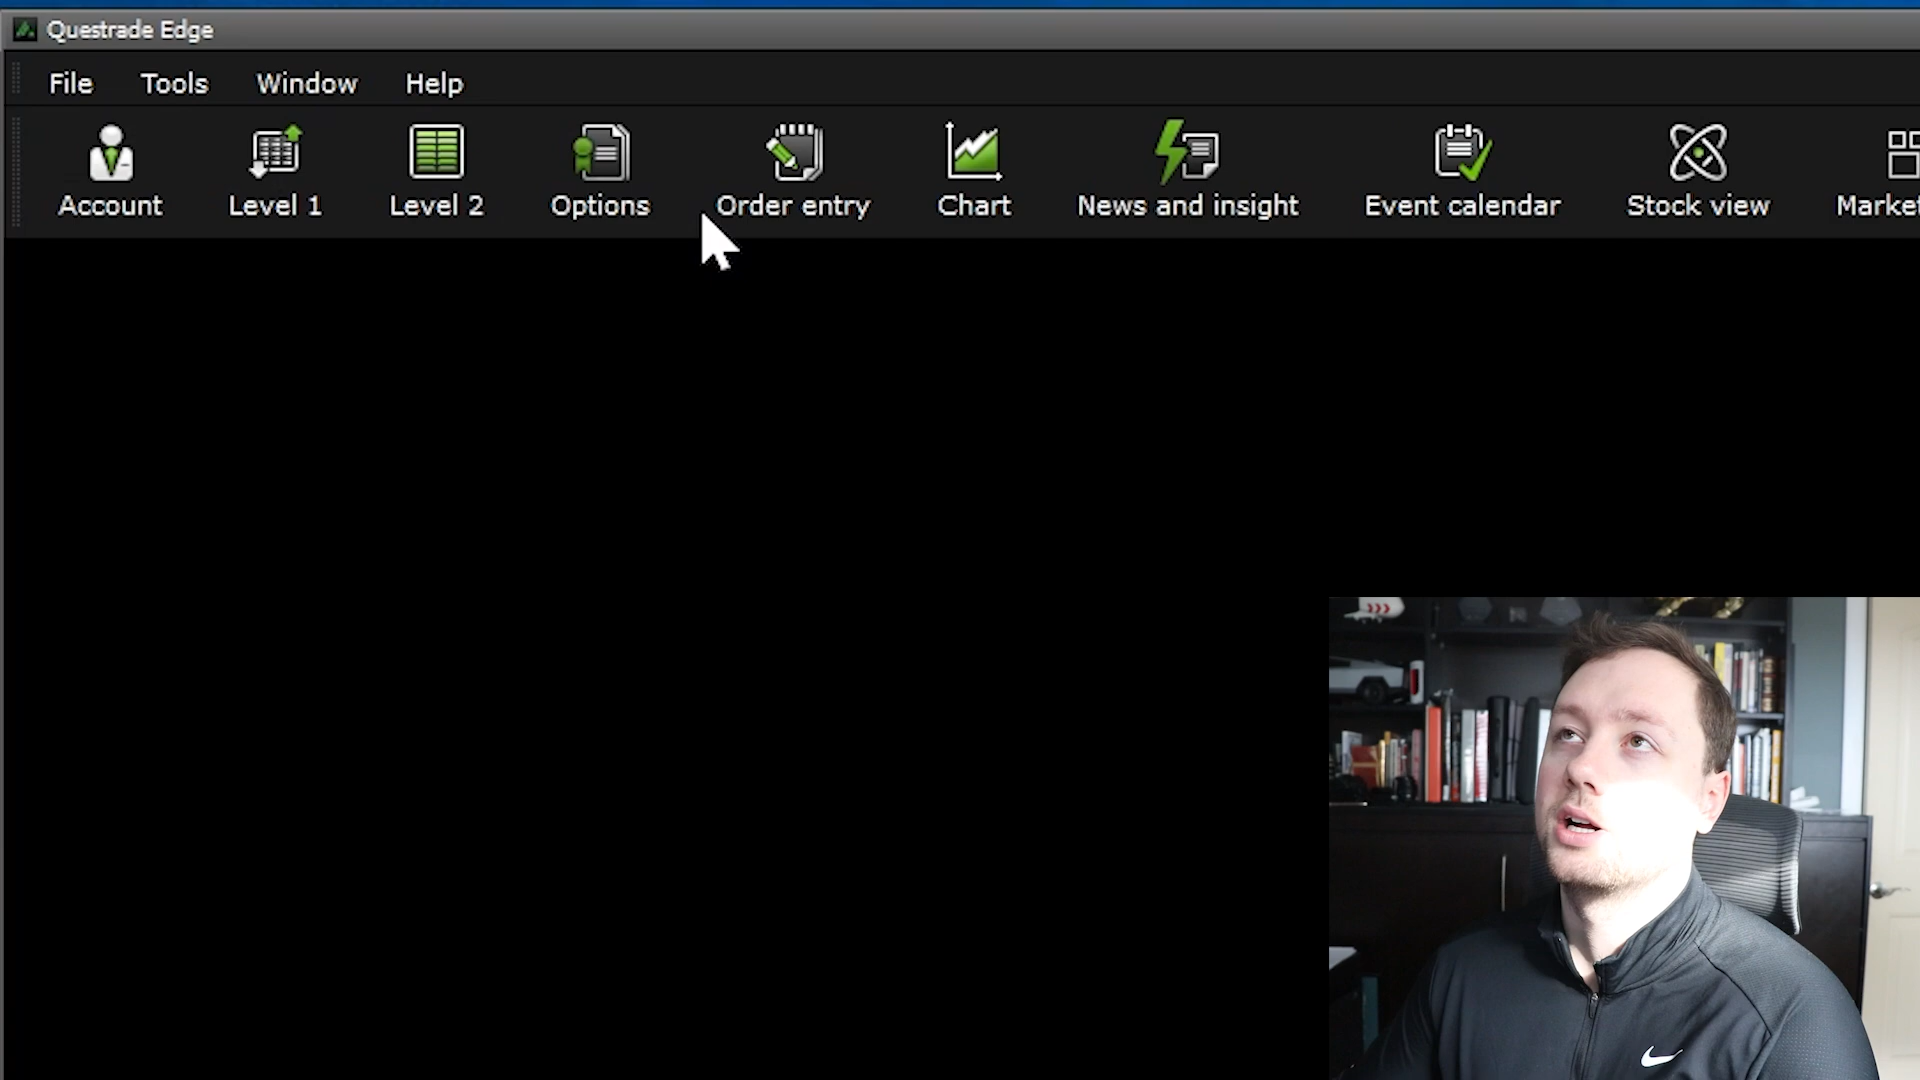 Questrade Edge
File Tools Window Help
Account Level 1 Level 2 Options Order entry Chart News and insight Event calendar Stock view Market